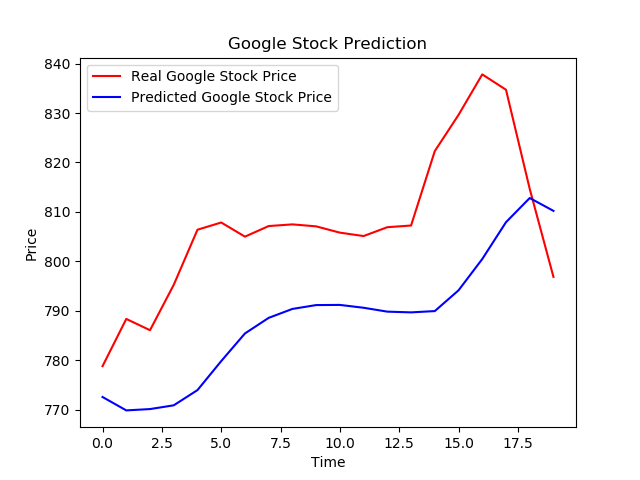 Google Stock Prediction
Real Google Stock Price
Predicted Google Stock Price
840
830
820
810
800
790
780
770
Price
0.0 2.5 5.0 7.5 10.0 12.5 15.0 17.5
Time